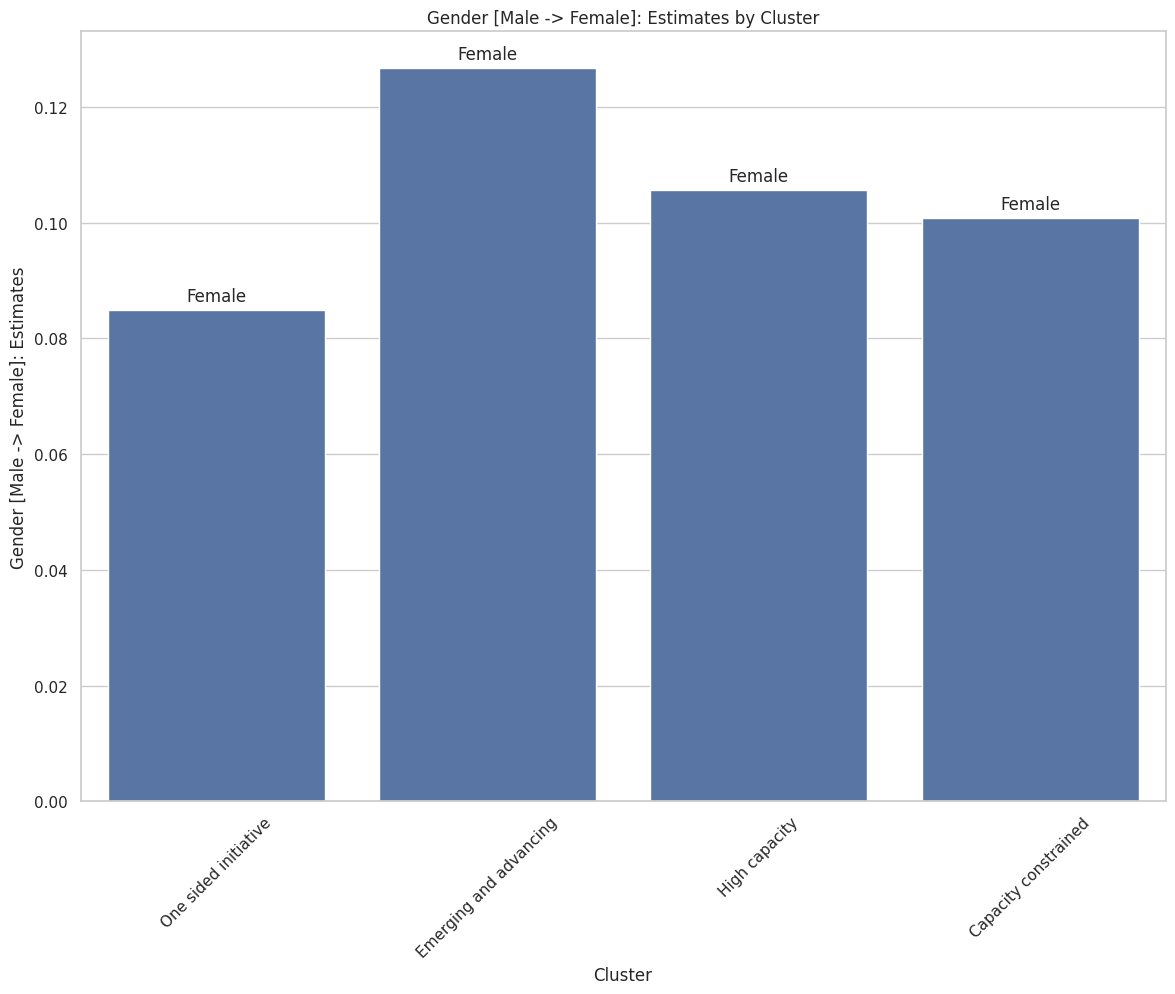 Gender [Male -> Female]: Estimates by Cluster
Gender [Male -> Female]: Estimates
0.12
0.10
0.08
0.06
0.04
0.02
0.00
Female
Female
Female
Female
One sided initiative
Emerging and advancing
High capacity
Capacity constrained
Cluster